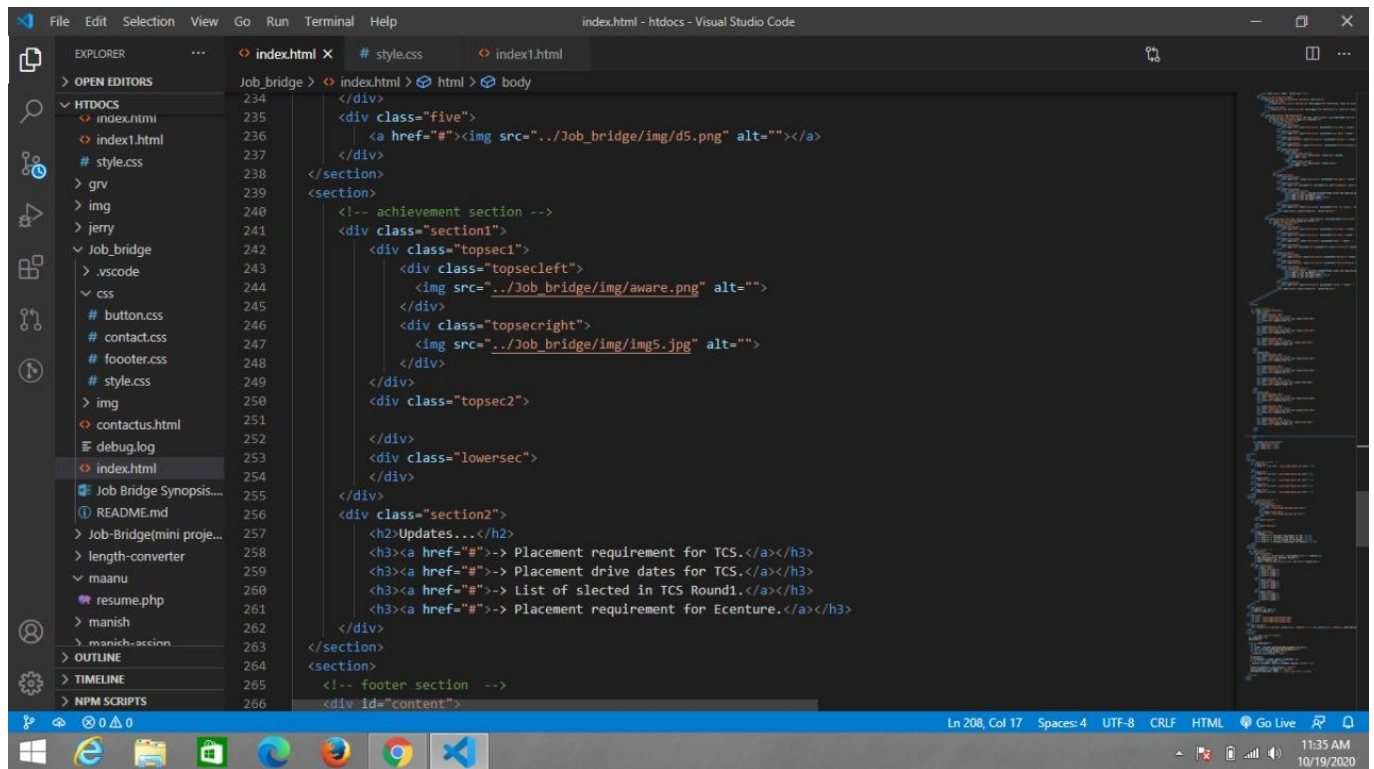 File Edit Selection View Go Run Terminal Help index.html - htdocs - Visual Studio Code
EXPLORER
index.html
style.css
index1.html
OPEN EDITORS
Job_bridge > index.html > html > body
HTDOCS
index.html
index1.html
style.css
grv
img
jerry
Job_bridge
.vscode
css
button.css
contact.css
foooter.css
style.css
img
contactus.html
debug.log
index.html
Job Bridge Synopsis....
README.md
Job-Bridge(mini proje...
length-converter
maanu
resume.php
manish
manish-assign
OUTLINE
TIMELINE
NPM SCRIPTS
234 </div>
235 <div class="five">
236 <a href="#"><img src="../Job_bridge/img/d5.png" alt=""></a>
237 </div>
238 </section>
239 <section>
240 <!-- achievement section -->
241 <div class="section1">
242 <div class="topsec1">
243 <div class="topsecleft">
244 <img src="../Job_bridge/img/aware.png" alt="">
245 </div>
246 <div class="topsecright">
247 <img src="../Job_bridge/img/img5.jpg" alt="">
248 </div>
249 </div>
250 <div class="topsec2">
251
252 </div>
253 <div class="lowersec">
254 </div>
255 </div>
256 <div class="section2">
257 <h2>Updates...</h2>
258 <h3><a href="#">-> Placement requirement for TCS.</a></h3>
259 <h3><a href="#">-> Placement drive dates for TCS.</a></h3>
260 <h3><a href="#">-> List of slected in TCS Round1.</a></h3>
261 <h3><a href="#">-> Placement requirement for Ecenture.</a></h3>
262 </div>
263 </section>
264 <section>
265 <!-- footer section -->
266 <div id="content">
0 0 Ln 208, Col 17 Spaces: 4 UTF-8 CRLF HTML Go Live
11:35 AM
10/19/2020